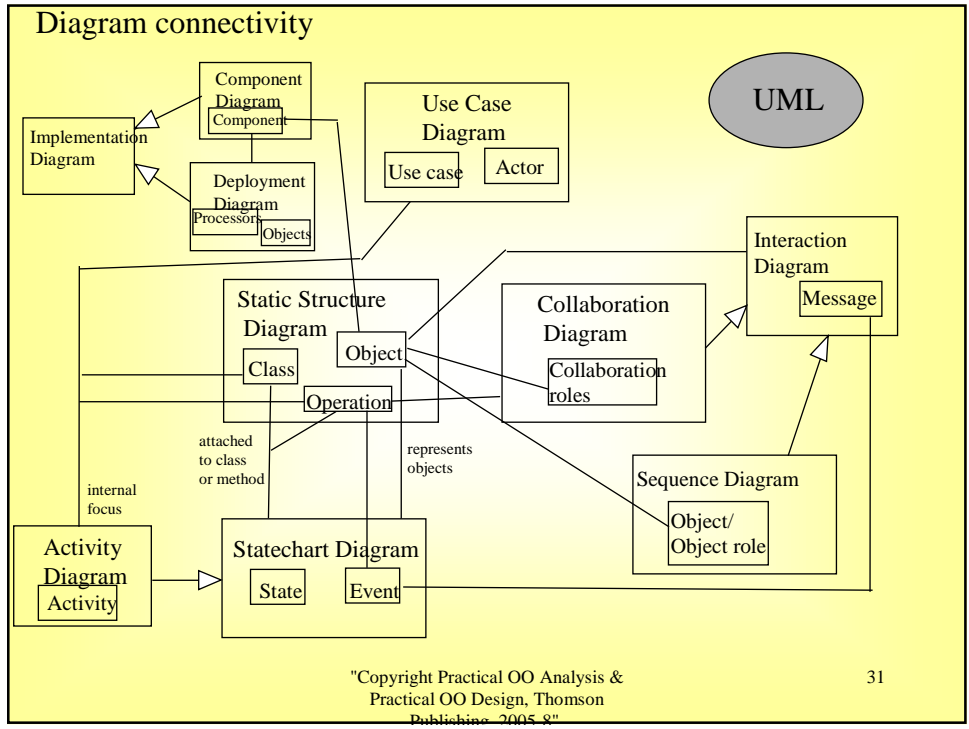 Diagram connectivity
UML
Component
Diagram
Component
Implementation
Diagram
Deployment
Diagram
Processors
Objects
Use Case
Diagram
Use case
Actor
Interaction
Diagram
Message
Static Structure
Diagram
Object
Class
Operation
Collaboration
Diagram
Collaboration
roles
attached
to class
or method
represents
objects
Sequence Diagram
Object/
Object role
internal
focus
Activity
Diagram
Activity
Statechart Diagram
State
Event
"Copyright Practical OO Analysis &
Practical OO Design, Thomson
Publishing, 2005-8"
31